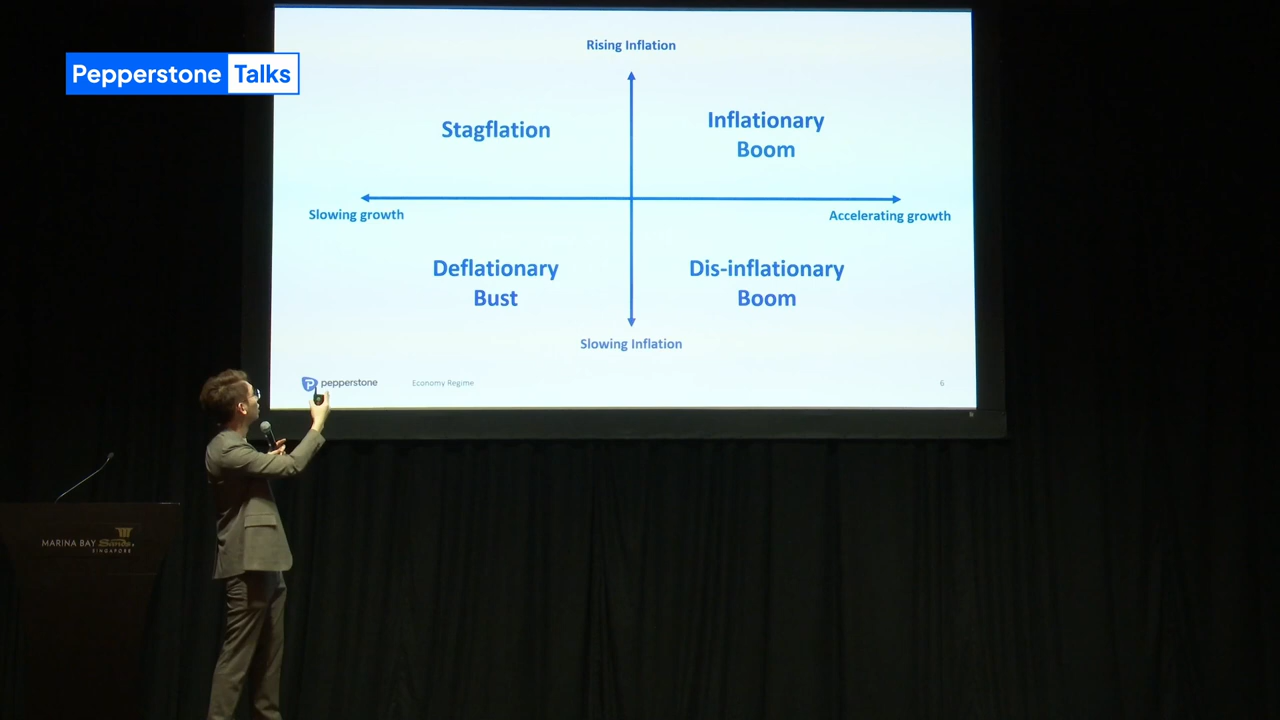 Pepperstone Talks
Rising Inflation
Stagflation
Inflationary
Boom
Slowing growth
Accelerating growth
Deflationary
Bust
Dis-inflationary
Boom
Slowing Inflation
pepperstone
Economy Regime
6
MARINA BAY Sands
SINGAPORE